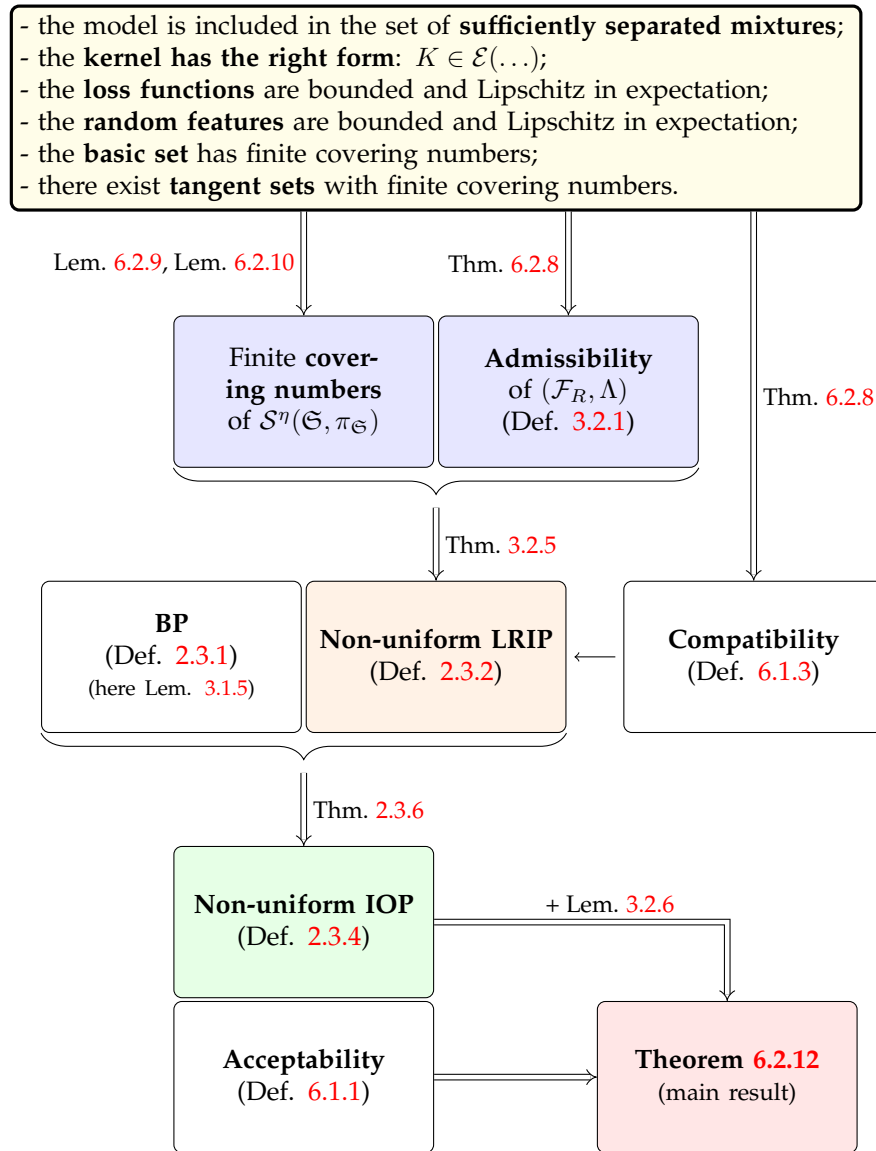 - the model is included in the set of sufficiently separated mixtures;
- the kernel has the right form: K ∈ ℰ(…);
- the loss functions are bounded and Lipschitz in expectation;
- the random features are bounded and Lipschitz in expectation;
- the basic set has finite covering numbers;
- there exist tangent sets with finite covering numbers.
Lem. 6.2.9, Lem. 6.2.10
Thm. 6.2.8
Thm. 6.2.8
Finite cover-
ing numbers
of 𝒮^η(𝔖, π_𝔖)
Admissibility
of (ℱ_R, Λ)
(Def. 3.2.1)
Thm. 3.2.5
BP
(Def. 2.3.1)
(here Lem. 3.1.5)
Non-uniform LRIP
(Def. 2.3.2)
Compatibility
(Def. 6.1.3)
Thm. 2.3.6
Non-uniform IOP
(Def. 2.3.4)
+ Lem. 3.2.6
Acceptability
(Def. 6.1.1)
Theorem 6.2.12
(main result)